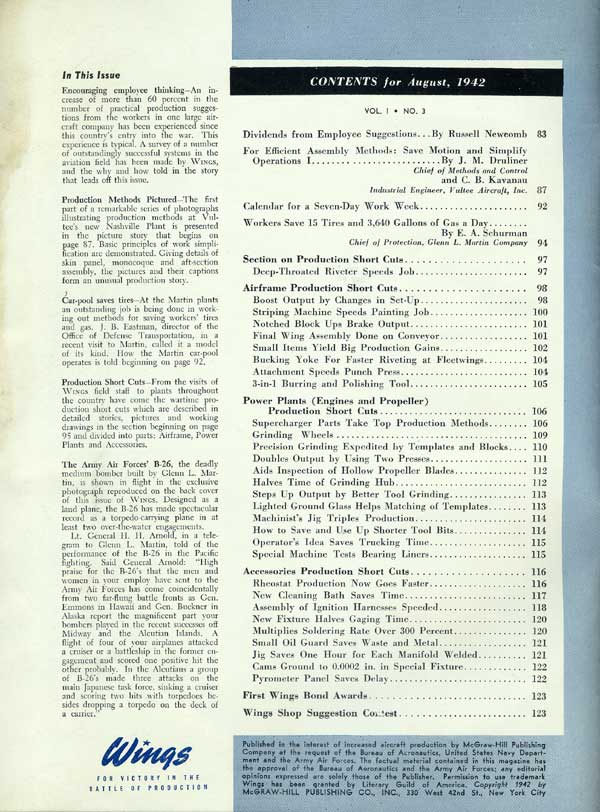 In This Issue
Encouraging employee thinking—An in-
crease of more than 60 percent in the
number of practical production sugges-
tions from the workers in one large air-
craft company has been experienced since
this country's entry into the war. This
experience is typical. A survey of a number
of outstandingly successful systems in the
aviation field has been made by WINGS,
and the why and how told in the story
that leads off this issue.
Production Methods Pictured—The first
part of a remarkable series of photographs
illustrating production methods at Vul-
tee's new Nashville Plant is presented
in the picture story that begins on
page 87. Basic principles of work simpli-
fication are demonstrated. Giving details of
skin panel, monocoque and aft-section
assembly, the pictures and their captions
form an unusual production story.
Car-pool saves tires—At the Martin plants
an outstanding job is being done in work-
ing out methods for saving workers' tires
and gas. J. B. Eastman, director of the
Office of Defense Transportation, in a
recent visit to Martin, called it a model
of its kind. How the Martin car-pool
operates is told beginning on page 92.
Production Short Cuts—From the visits of
WINGS field staff to plants throughout
the country have come the wartime pro-
duction short cuts which are described in
detailed stories, pictures and working
drawings in the section beginning on page
95 and divided into parts; Airframe, Power
Plants and Accessories.
The Army Air Forces' B-26, the deadly
medium bomber built by Glenn L. Mar-
tin, is shown in flight in the exclusive
photograph reproduced on the back cover
of this issue of WINGS. Designed as a
land plane, the B-26 has made spectacular
record as a torpedo-carrying plane in at
least two over-the-water engagements.
Lt. General H. H. Arnold, in a tele-
gram to Glenn L. Martin, told of the
performance of the B-26 in the Pacific
fighting. Said General Arnold: "High
praise for the B-26's that the men and
women in your employ have sent to the
Army Air Forces has come coincidentally
from two far-flung battle fronts as Gen.
Emmons in Hawaii and Gen. Buckner in
Alaska report the magnificent part your
bombers played in the recent successes off
Midway and the Aleutian Islands. A
flight of four of your airplanes attacked
a cruiser or a battleship in the former en-
gagement and scored one positive hit the
other probably. In the Aleutians a group
of B-26's made three attacks on the
main Japanese task force, sinking a cruiser
and scoring two hits with torpedoes be-
sides dropping a torpedo on the deck of
a carrier."
Wings
FOR VICTORY IN THE
BATTLE OF PRODUCTION
CONTENTS for August, 1942
VOL. I • NO. 3
Dividends from Employee Suggestions...By Russell Newcomb 83
For Efficient Assembly Methods: Save Motion and Simplify
Operations I..........................By J. M. Druliner
Chief of Methods and Control
and C. B. Kavanau
Industrial Engineer, Vultee Aircraft, Inc. 87
Calendar for a Seven-Day Work Week...................... 92
Workers Save 15 Tires and 3,640 Gallons of Gas a Day........
By E. A. Schurman
Chief of Protection, Glenn L. Martin Company 94
Section on Production Short Cuts......................... 97
Deep-Throated Riveter Speeds Job....................... 97
Airframe Production Short Cuts.......................... 98
Boost Output by Changes in Set-Up...................... 98
Striping Machine Speeds Painting Job.................... 100
Notched Block Ups Brake Output........................ 101
Final Wing Assembly Done on Conveyor.................. 101
Small Items Yield Big Production Gains.................. 102
Bucking Yoke For Faster Riveting at Fleetwings.......... 104
Attachment Speeds Punch Press......................... 104
3-in-1 Burring and Polishing Tool....................... 105
Power Plants (Engines and Propeller)
Production Short Cuts................................ 106
Supercharger Parts Take Top Production Methods........ 106
Grinding Wheels....................................... 109
Precision Grinding Expedited by Templates and Blocks.... 110
Doubles Output by Using Two Presses................... 111
Aids Inspection of Hollow Propeller Blades.............. 112
Halves Time of Grinding Hub........................... 112
Steps Up Output by Better Tool Grinding................ 113
Lighted Ground Glass Helps Matching of Templates....... 113
Machinist's Jig Triples Production...................... 114
How to Save and Use Up Shorter Tool Bits............... 114
Operator's Idea Saves Trucking Time.................... 115
Special Machine Tests Bearing Liners.................... 115
Accessories Production Short Cuts........................ 116
Rheostat Production Now Goes Faster................... 116
New Cleaning Bath Saves Time......................... 117
Assembly of Ignition Harnesses Speeded................. 118
New Fixture Halves Gaging Time........................ 120
Multiplies Soldering Rate Over 300 Percent.............. 120
Small Oil Guard Saves Waste and Metal................. 121
Jig Saves One Hour for Each Manifold Welded........... 121
Cams Ground to 0.0002 in. in Special Fixture............ 122
Pyrometer Panel Saves Delay........................... 122
First Wings Bond Awards................................ 123
Wings Shop Suggestion Contest.......................... 123
Published in the interest of increased aircraft production by McGraw-Hill Publishing
Company at the request of the Bureau of Aeronautics, United States Navy Depart-
ment and the Army Air Forces. The factual material contained in this magazine has
the approval of the Bureau of Aeronautics and the Army Air Forces; any editorial
opinions expressed are solely those of the Publisher. Permission to use trademark
Wings has been granted by Literary Guild of America. Copyright 1942 by
McGRAW-HILL PUBLISHING CO., INC., 330 West 42nd St., New York City